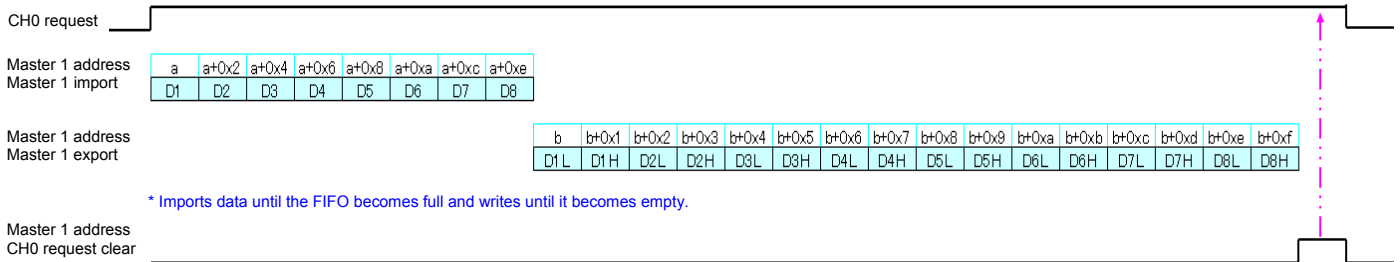 CH0 request
Master 1 address
a a+0x2 a+0x4 a+0x6 a+0x8 a+0xa a+0xc a+0xe
Master 1 import
D1 D2 D3 D4 D5 D6 D7 D8
Master 1 address
b b+0x1 b+0x2 b+0x3 b+0x4 b+0x5 b+0x6 b+0x7 b+0x8 b+0x9 b+0xa b+0xb b+0xc b+0xd b+0xe b+0xf
Master 1 export
D1L D1H D2L D2H D3L D3H D4L D4H D5L D5H D6L D6H D7L D7H D8L D8H
* Imports data until the FIFO becomes full and writes until it becomes empty.
Master 1 address
CH0 request clear